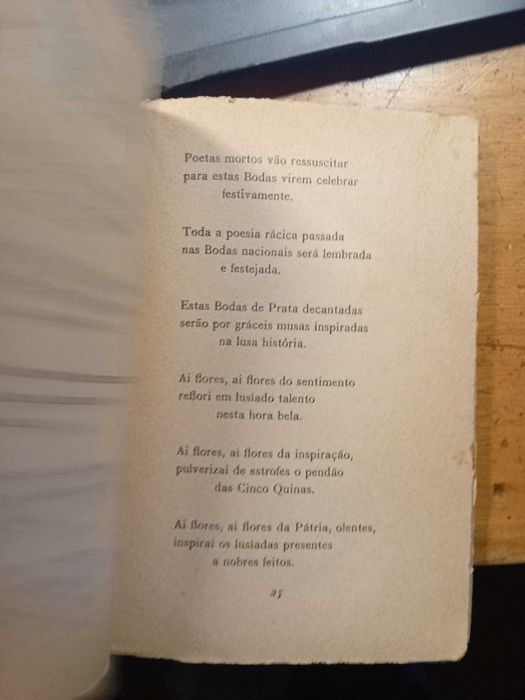 Poetas mortos vão ressuscitar
para estas Bodas virem celebrar
festivamente.
Toda a poesia rácica passada
nas Bodas nacionais será lembrada
e festejada.
Estas Bodas de Prata decantadas
serão por gráceis musas inspiradas
na lusa história.
Ai flores, ai flores do sentimento
reflori em lusíado talento
nesta hora bela.
Ai flores, ai flores da inspiração,
pulverizai de estrofes o pendão
das Cinco Quinas.
Ai flores, ai flores da Pátria, olentes,
inspirai os lusíadas presentes
a nobres feitos.
25